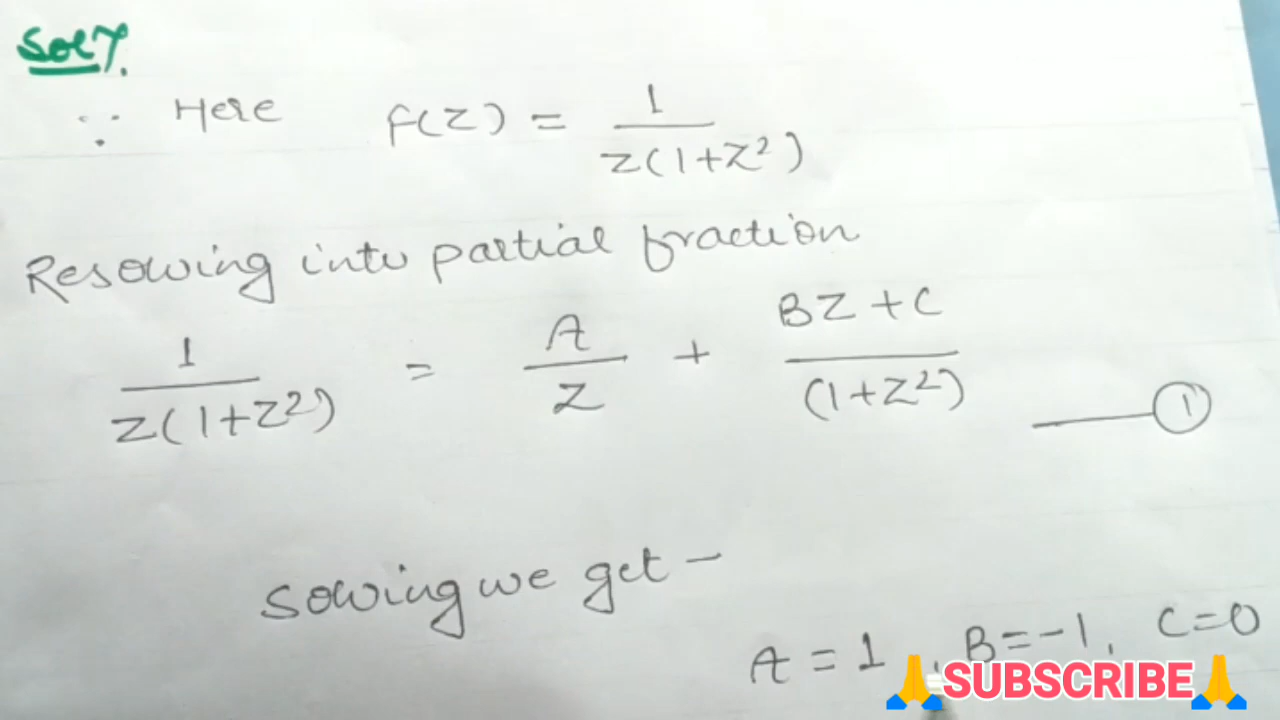 Solⁿ.
∵ Here f(z) = 1/z(1+z²)
Resolving into partial fraction
1/z(1+z²) = A/z + Bz+C/(1+z²) —①
Solving we get –
A = 1, B = -1, C = 0
🙏SUBSCRIBE🙏